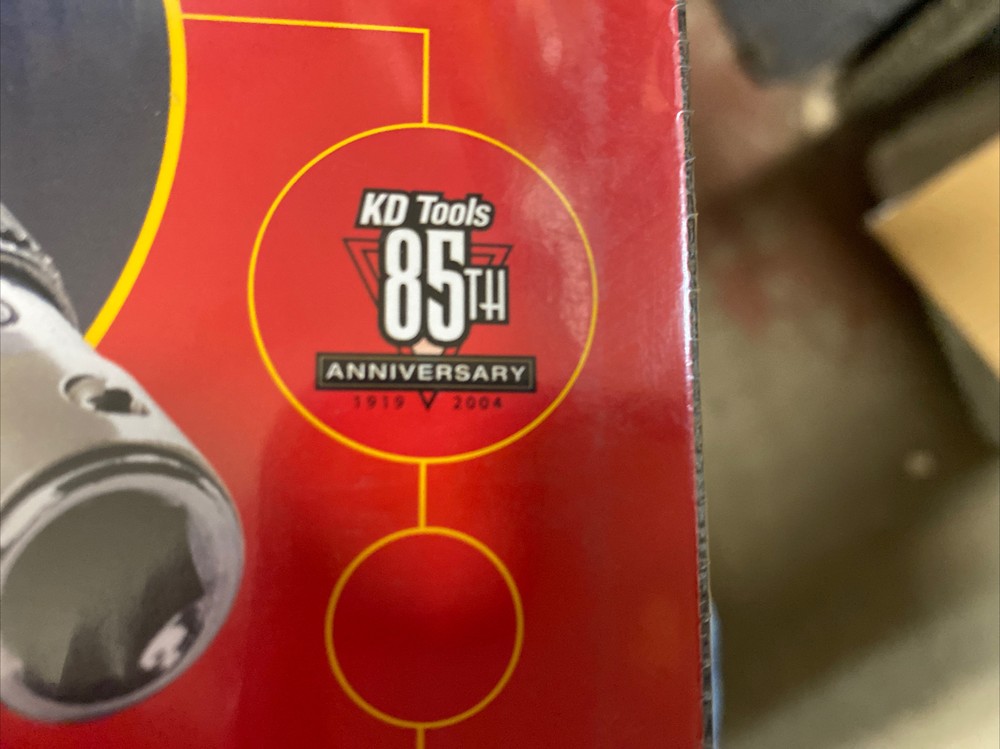 KD Tools
85TH
ANNIVERSARY
1919 2004